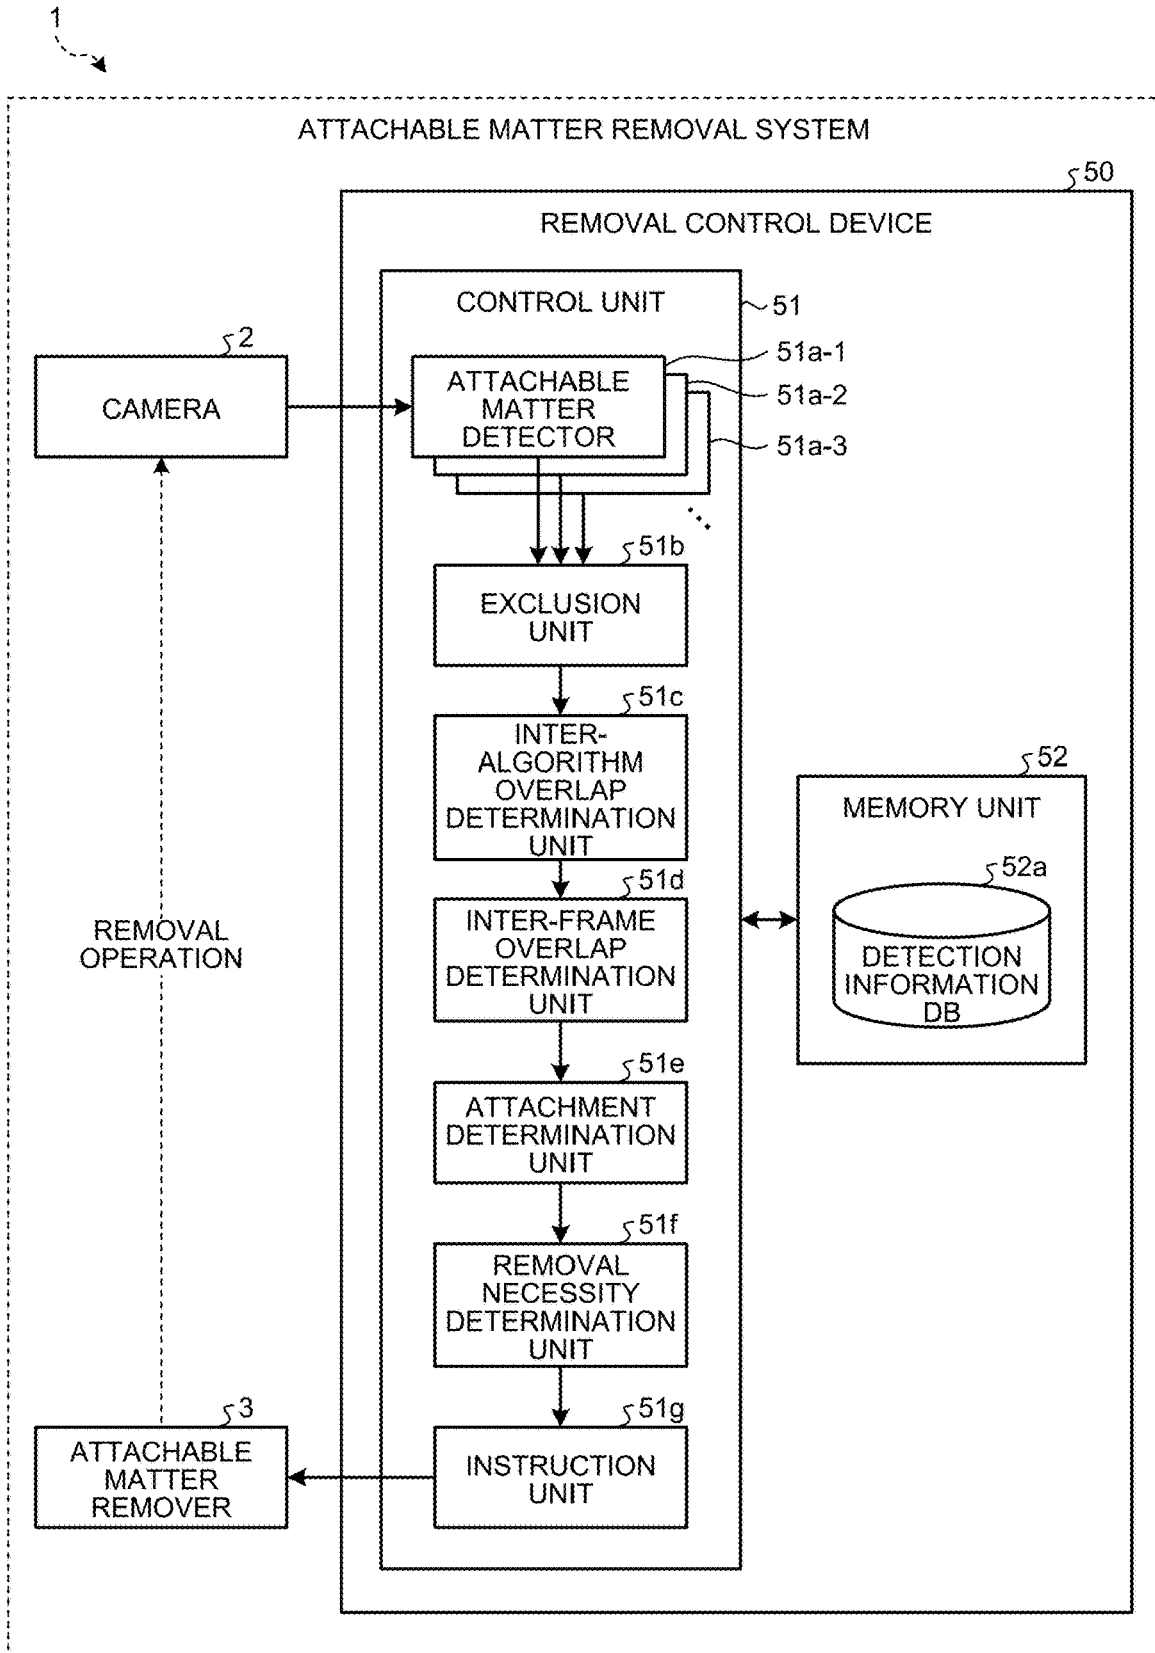 1
ATTACHABLE MATTER REMOVAL SYSTEM
50
REMOVAL CONTROL DEVICE
CONTROL UNIT
51
2
CAMERA
51a-1
ATTACHABLE
MATTER
DETECTOR
51a-2
51a-3
51b
EXCLUSION
UNIT
51c
INTER-
ALGORITHM
OVERLAP
DETERMINATION
UNIT
52
MEMORY UNIT
52a
DETECTION
INFORMATION
DB
51d
INTER-FRAME
OVERLAP
DETERMINATION
UNIT
REMOVAL
OPERATION
51e
ATTACHMENT
DETERMINATION
UNIT
51f
REMOVAL
NECESSITY
DETERMINATION
UNIT
3
ATTACHABLE
MATTER
REMOVER
51g
INSTRUCTION
UNIT